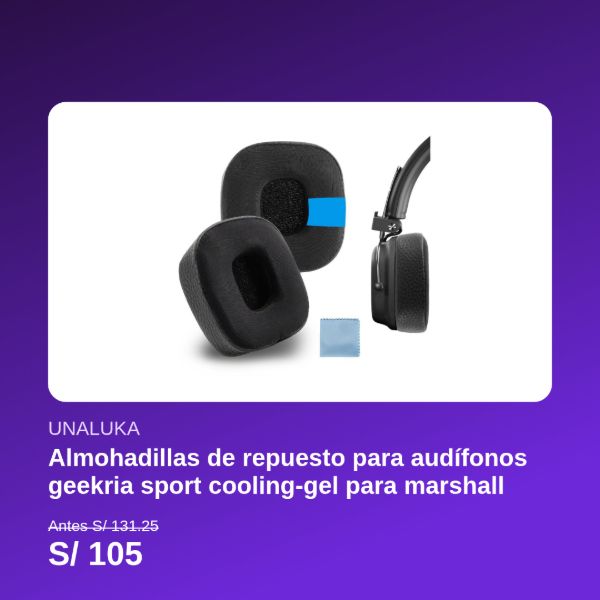 UNALUKA
Almohadillas de repuesto para audífonos
geekria sport cooling-gel para marshall
Antes S/ 131.25
S/ 105